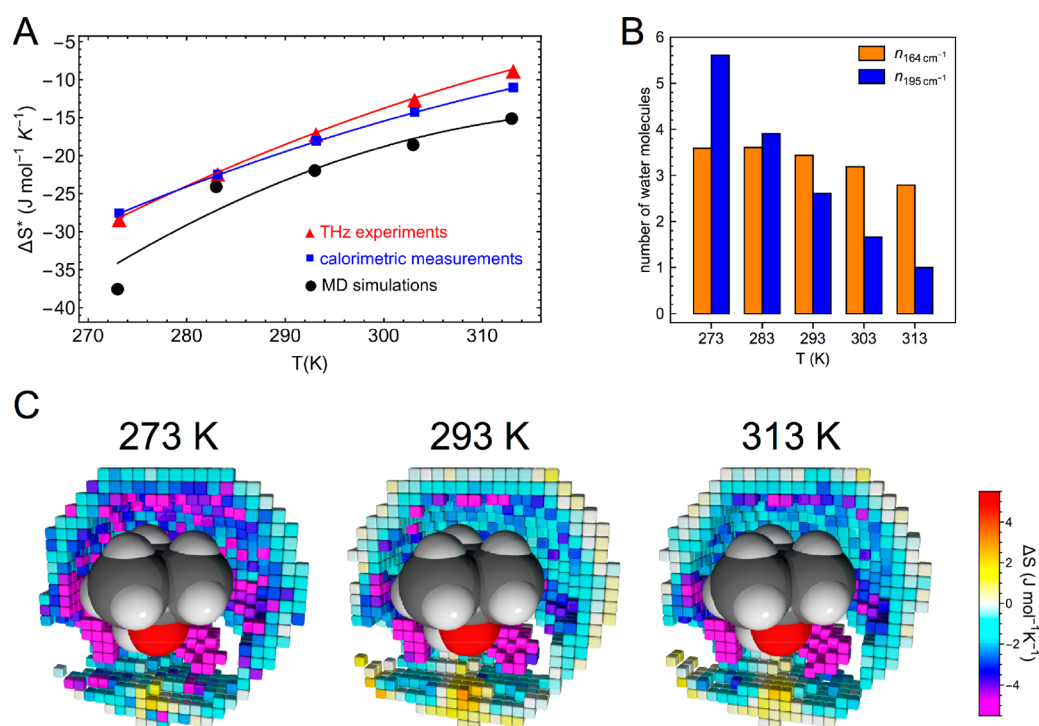 A
ΔS* (J mol⁻¹ K⁻¹)
−5
−10
−15
−20
−25
−30
−35
−40
THz experiments
calorimetric measurements
MD simulations
270
280
290
300
310
T(K)
B
number of water molecules
6
5
4
3
2
1
0
n164 cm⁻¹
n195 cm⁻¹
273
283
293
303
313
T (K)
C
273 K
293 K
313 K
4
2
0
−2
−4
ΔS (J mol⁻¹K⁻¹)